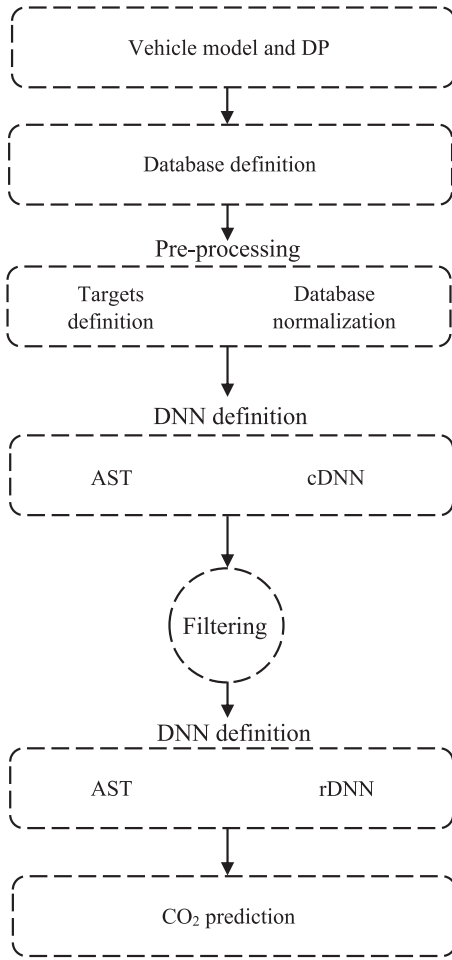 Vehicle model and DP
Database definition
Pre-processing
Targets
definition
Database
normalization
DNN definition
AST
cDNN
Filtering
DNN definition
AST
rDNN
CO₂ prediction